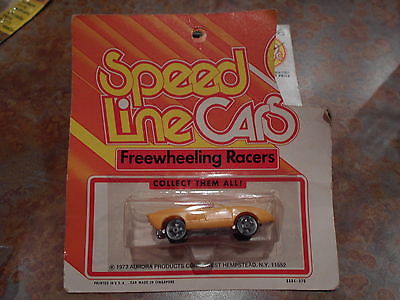 Speed
Line Cars
Freewheeling Racers
COLLECT THEM ALL!
© 1973 AURORA PRODUCTS CORP. WEST HEMPSTEAD, N.Y. 11552
PRINTED IN U.S.A. CAR MADE IN SINGAPORE